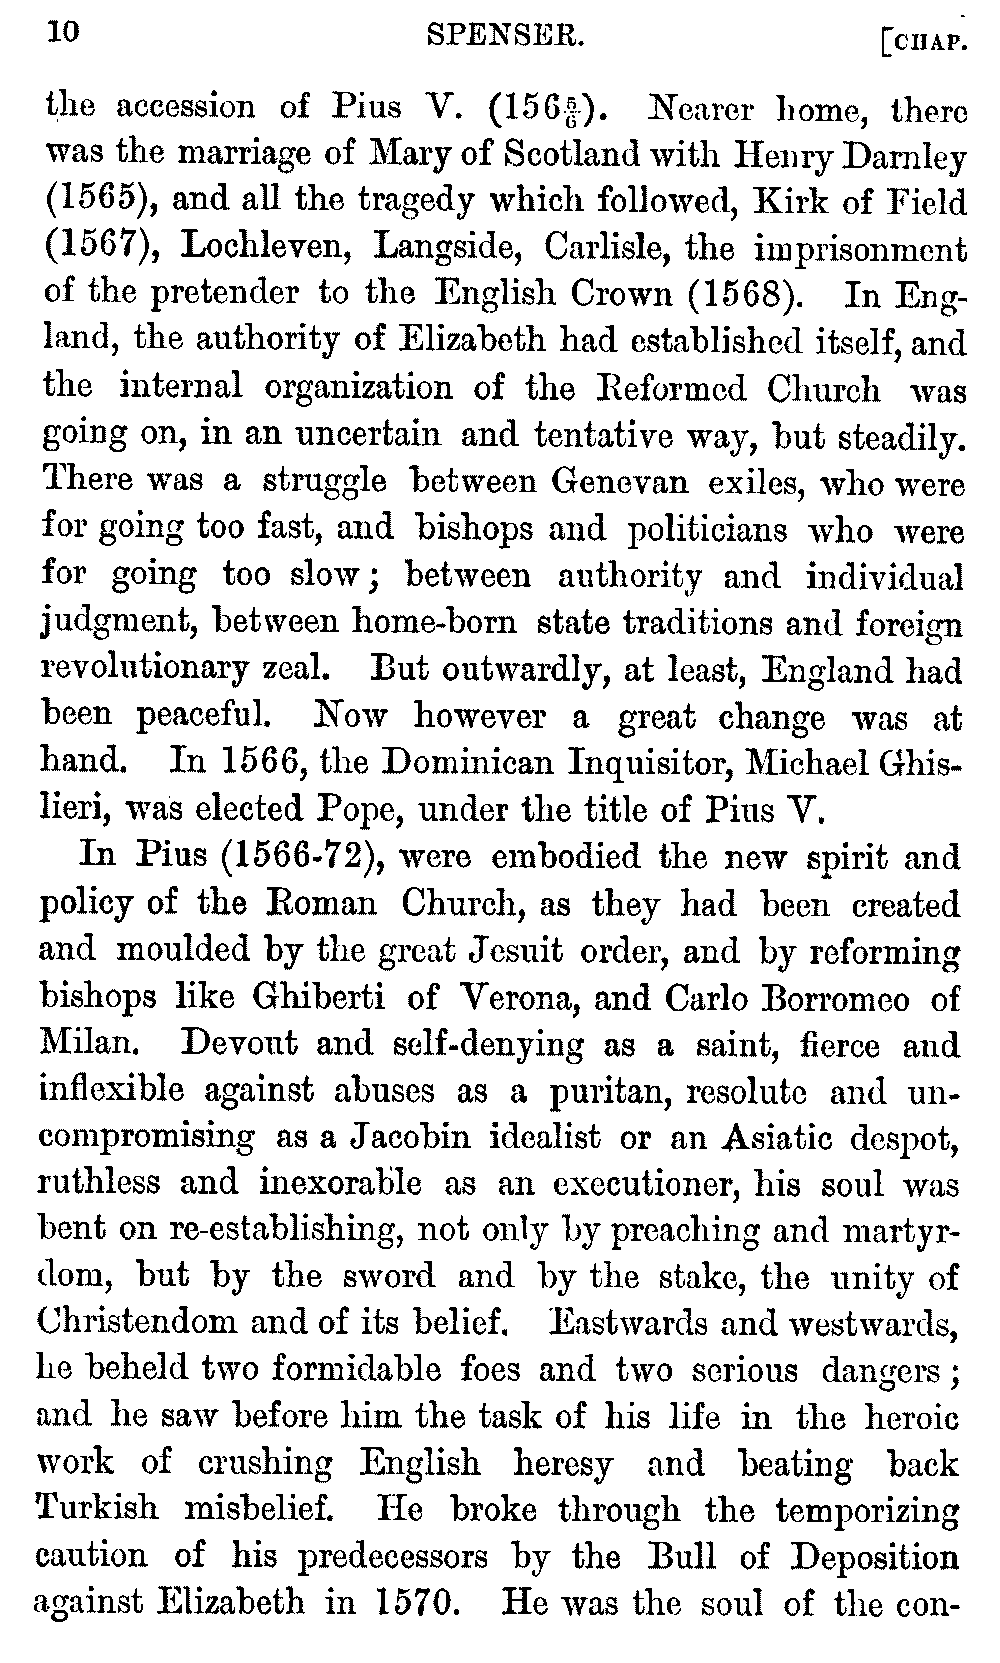 10 SPENSER. [CHAP.
the accession of Pius V. (156⅚). Nearer home, there
was the marriage of Mary of Scotland with Henry Darnley
(1565), and all the tragedy which followed, Kirk of Field
(1567), Lochleven, Langside, Carlisle, the imprisonment
of the pretender to the English Crown (1568). In Eng-
land, the authority of Elizabeth had established itself, and
the internal organization of the Reformed Church was
going on, in an uncertain and tentative way, but steadily.
There was a struggle between Genevan exiles, who were
for going too fast, and bishops and politicians who were
for going too slow; between authority and individual
judgment, between home-born state traditions and foreign
revolutionary zeal. But outwardly, at least, England had
been peaceful. Now however a great change was at
hand. In 1566, the Dominican Inquisitor, Michael Ghis-
lieri, was elected Pope, under the title of Pius V.
In Pius (1566-72), were embodied the new spirit and
policy of the Roman Church, as they had been created
and moulded by the great Jesuit order, and by reforming
bishops like Ghiberti of Verona, and Carlo Borromeo of
Milan. Devout and self-denying as a saint, fierce and
inflexible against abuses as a puritan, resolute and un-
compromising as a Jacobin idealist or an Asiatic despot,
ruthless and inexorable as an executioner, his soul was
bent on re-establishing, not only by preaching and martyr-
dom, but by the sword and by the stake, the unity of
Christendom and of its belief. Eastwards and westwards,
he beheld two formidable foes and two serious dangers;
and he saw before him the task of his life in the heroic
work of crushing English heresy and beating back
Turkish misbelief. He broke through the temporizing
caution of his predecessors by the Bull of Deposition
against Elizabeth in 1570. He was the soul of the con-